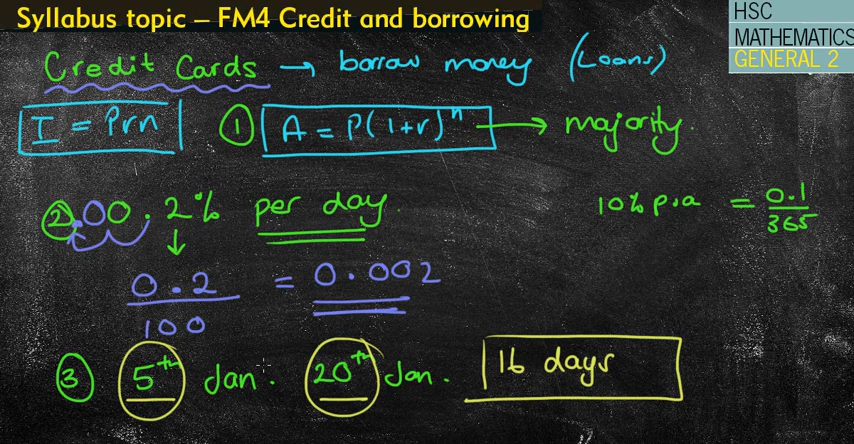 Syllabus topic – FM4 Credit and borrowing
HSC
MATHEMATICS
GENERAL 2
Credit Cards → borrow money (Loans)
I = Prn ① A = P(1+r)^n → majority.
② .00.2% per day. 10% p.a = 0.1/365
0.2/100 = 0.002
③ 5th Jan. 20th Jan. 16 days